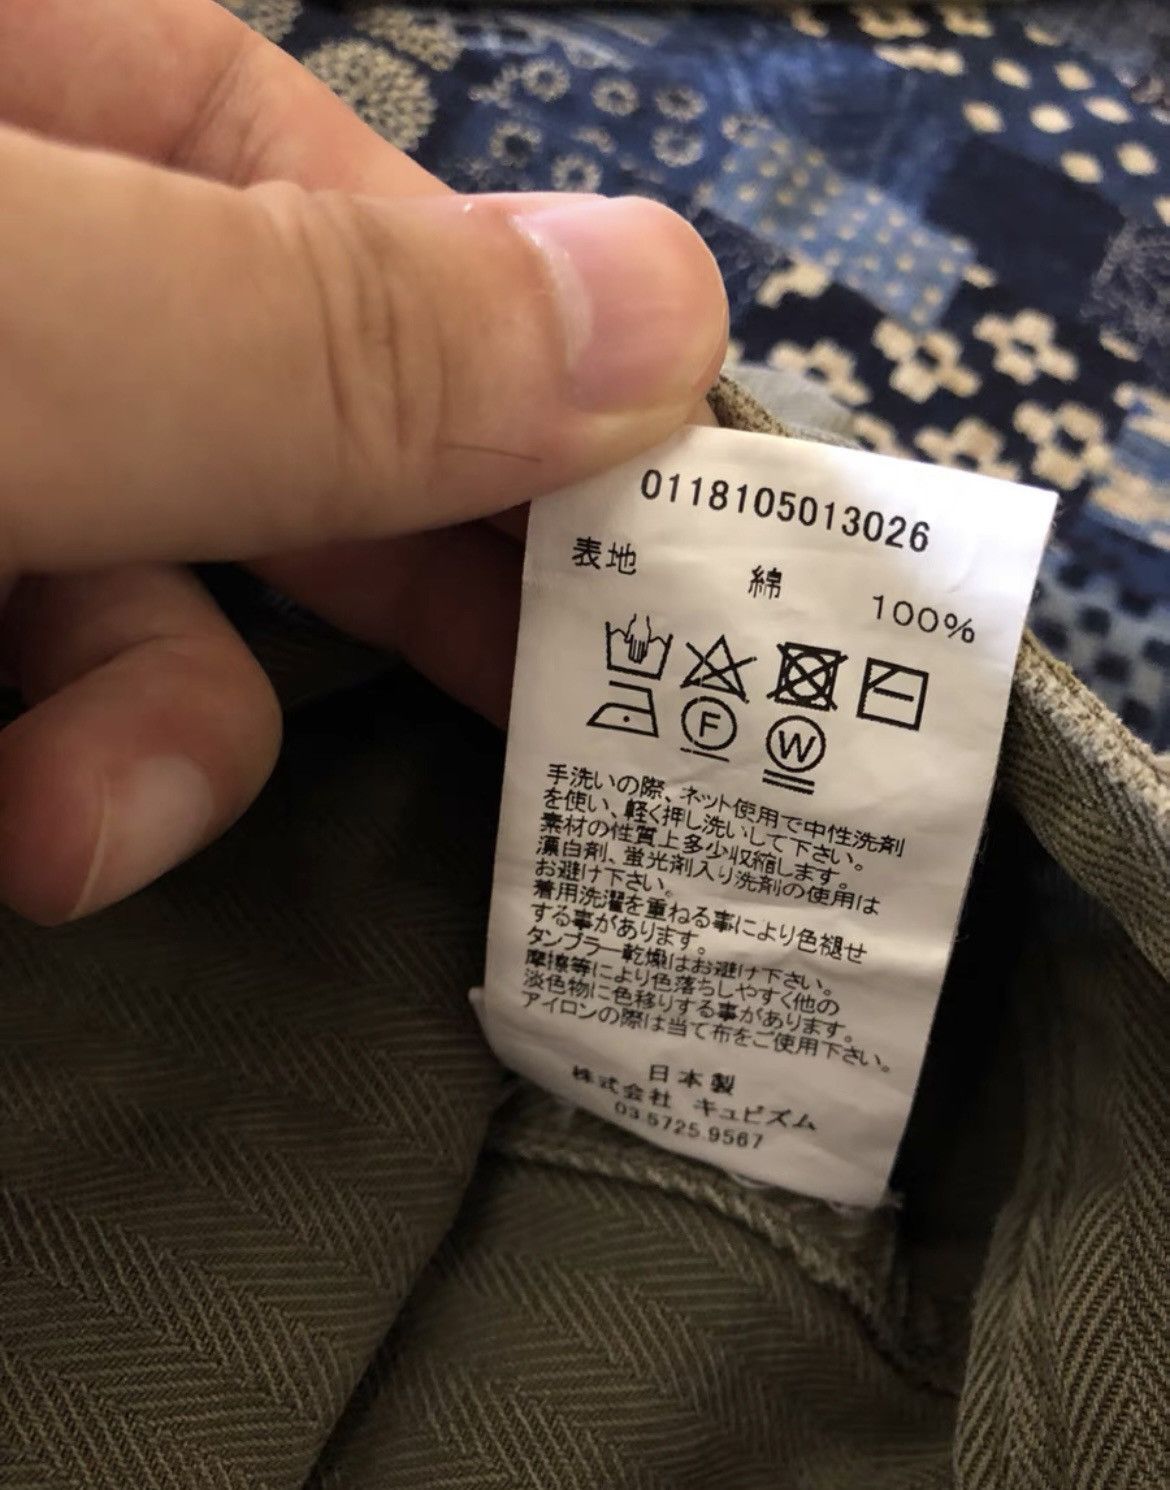 0118105013026
表地 綿 100%
F W
手洗いの際、ネット使用で中性洗剤
を使い、軽く押し洗いして下さい。
素材の性質上多少収縮します。
漂白剤、蛍光剤入り洗剤の使用は
お避け下さい。
着用洗濯を重ねる事により色褪せ
する事があります。
タンブラー乾燥はお避け下さい。
摩擦等により色落ちしやすく他の
淡色物に色移りする事があります。
アイロンの際は当て布をご使用下さい。
日本製
株式会社 キュビズム
03.5725.9567